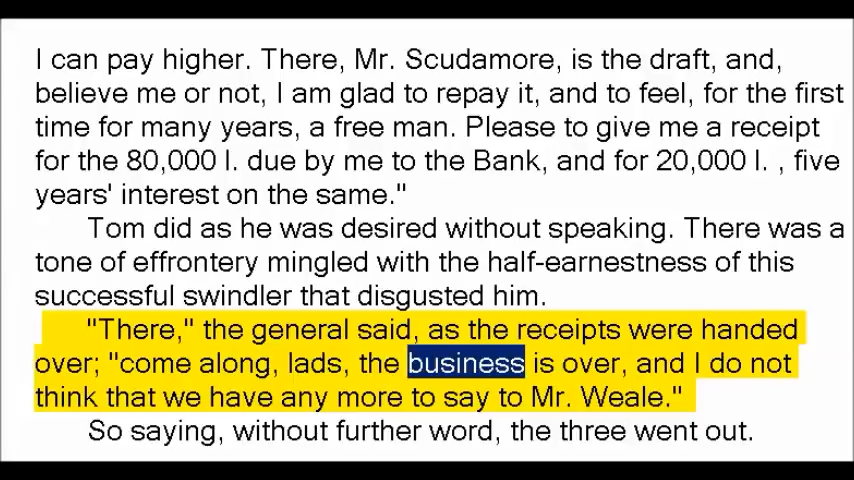 I can pay higher. There, Mr. Scudamore, is the draft, and,
believe me or not, I am glad to repay it, and to feel, for the first
time for many years, a free man. Please to give me a receipt
for the 80,000 l. due by me to the Bank, and for 20,000 l. , five
years' interest on the same."
Tom did as he was desired without speaking. There was a
tone of effrontery mingled with the half-earnestness of this
successful swindler that disgusted him.
"There," the general said, as the receipts were handed
over; "come along, lads, the business is over, and I do not
think that we have any more to say to Mr. Weale."
So saying, without further word, the three went out.